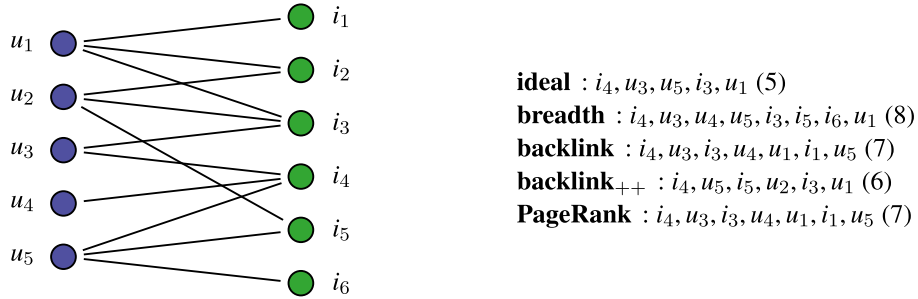 u₁
u₂
u₃
u₄
u₅
i₁
i₂
i₃
i₄
i₅
i₆
ideal : i₄, u₃, u₅, i₃, u₁ (5)
breadth : i₄, u₃, u₄, u₅, i₃, i₅, i₆, u₁ (8)
backlink : i₄, u₃, i₃, u₄, u₁, i₁, u₅ (7)
backlink₊₊ : i₄, u₅, i₅, u₂, i₃, u₁ (6)
PageRank : i₄, u₃, i₃, u₄, u₁, i₁, u₅ (7)